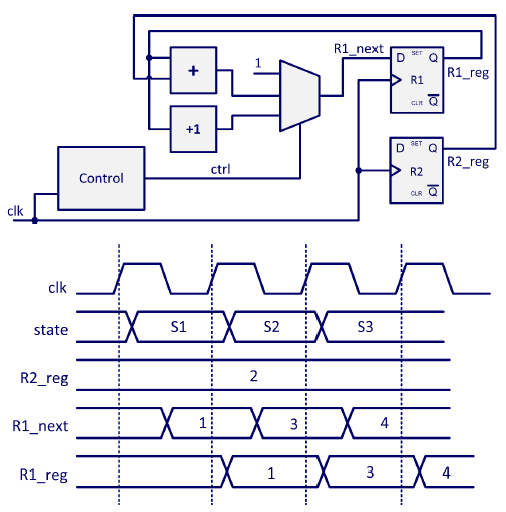 1
R1_next
D SET Q
R1
CLR Q
R1_reg
+
+1
D SET Q
R2
CLR Q
R2_reg
Control
ctrl
clk
clk
state S1 S2 S3
R2_reg 2
R1_next 1 3 4
R1_reg 1 3 4